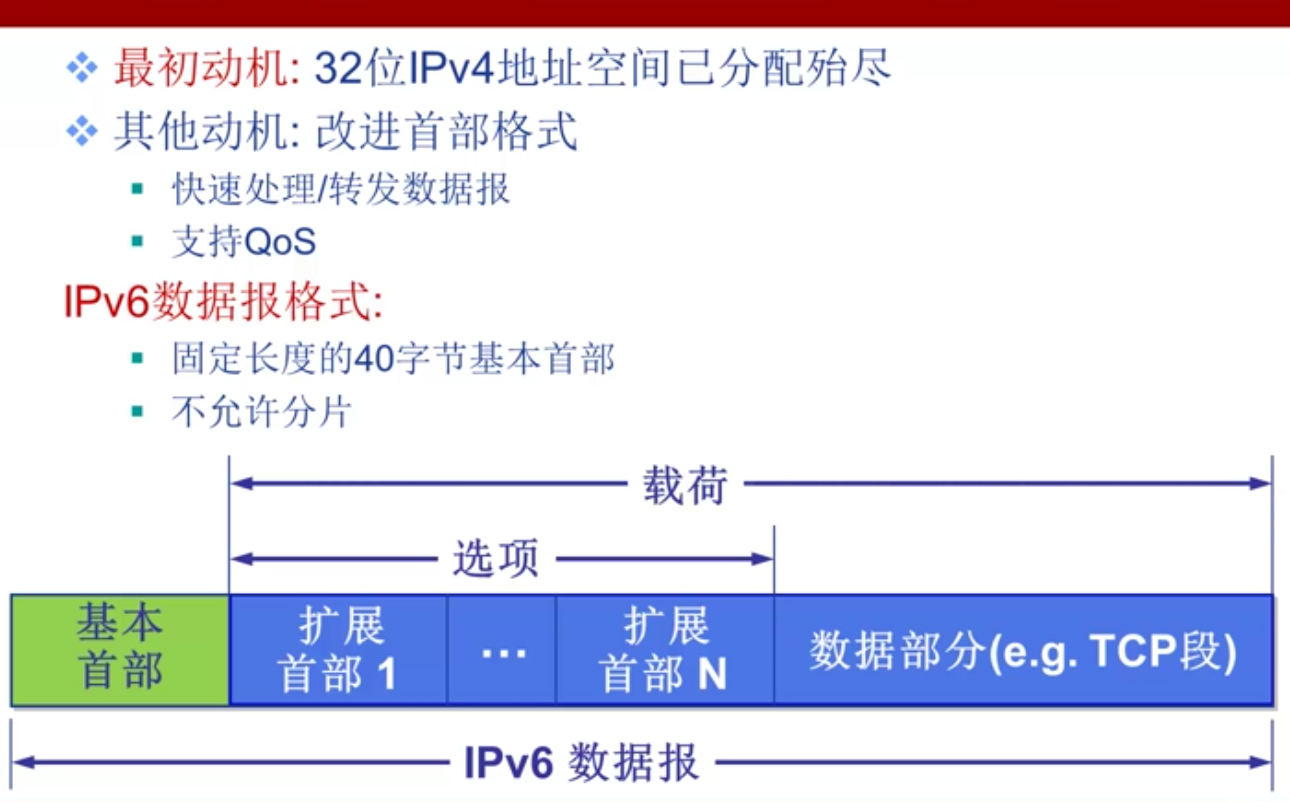 最初动机: 32位IPv4地址空间已分配殆尽
其他动机: 改进首部格式
快速处理/转发数据报
支持QoS
IPv6数据报格式:
固定长度的40字节基本首部
不允许分片
载荷
选项
基本
首部
扩展
首部 1
...
扩展
首部 N
数据部分(e.g. TCP段)
IPv6 数据报